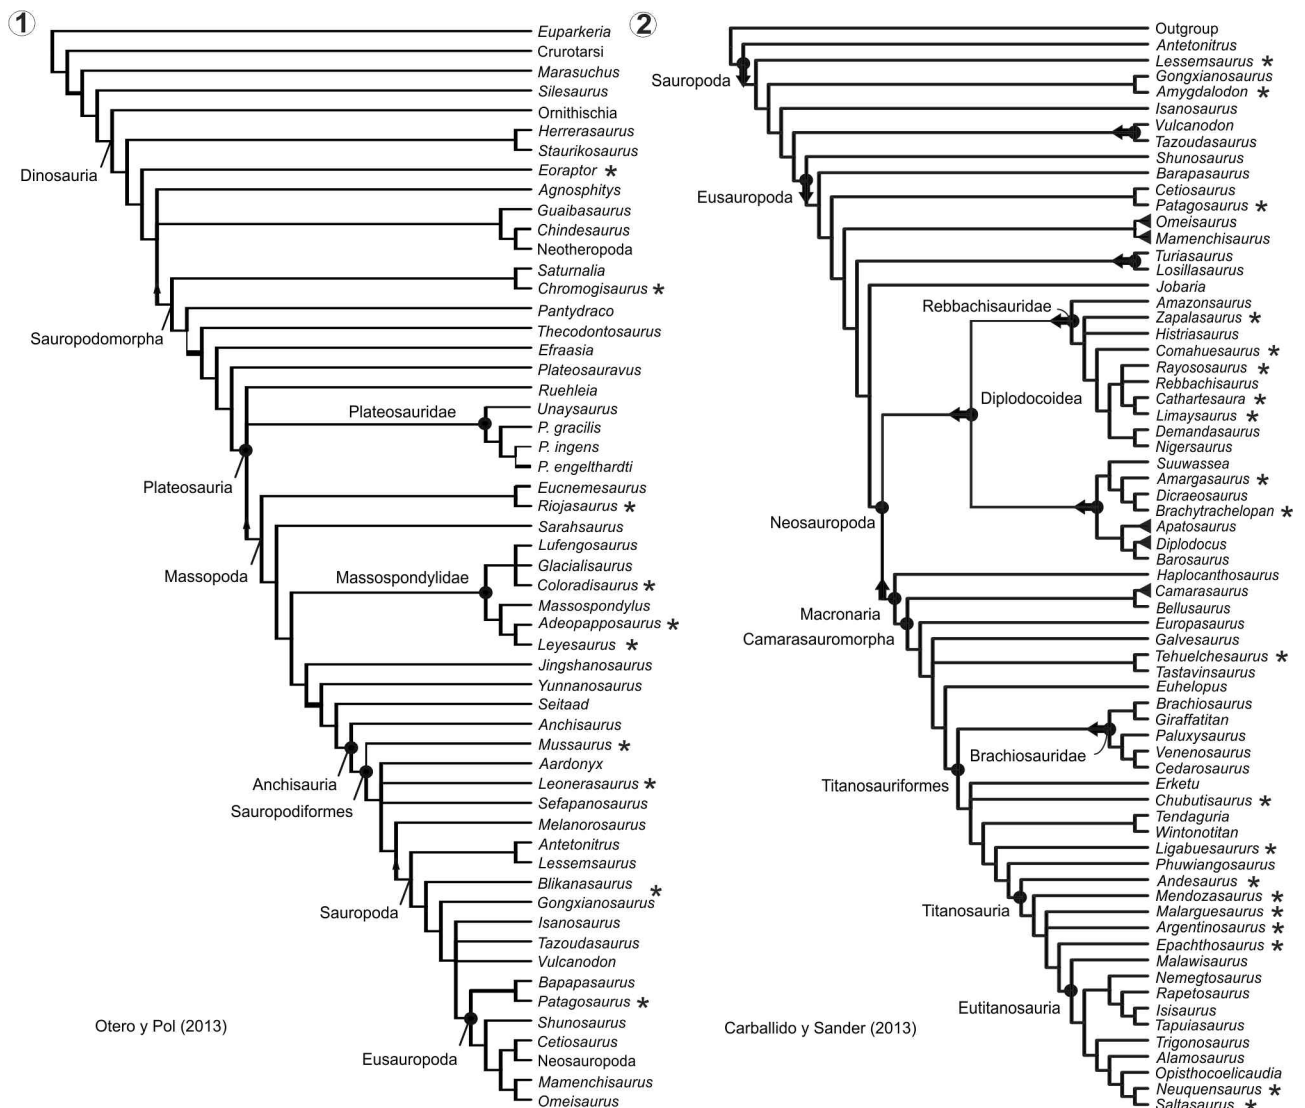 1
Euparkeria
Crurotarsi
Marasuchus
Silesaurus
Ornithischia
Herrerasaurus
Staurikosaurus
Dinosauria
Eoraptor *
Agnosphitys
Guaibasaurus
Chindesaurus
Neotheropoda
Saturnalia
Chromogisaurus *
Pantydraco
Sauropodomorpha
Thecodontosaurus
Efraasia
Plateosauravus
Ruehleia
Plateosauridae
Unaysaurus
P. gracilis
P. ingens
P. engelthardti
Plateosauria
Eucnemesaurus
Riojasaurus *
Sarahsaurus
Lufengosaurus
Glacialisaurus
Massopoda
Massospondylidae
Coloradisaurus *
Massospondylus
Adeopapposaurus *
Leyesaurus *
Jingshanosaurus
Yunnanosaurus
Seitaad
Anchisaurus
Mussaurus *
Aardonyx
Anchisauria
Leonerasaurus *
Sefapanosaurus
Sauropodiformes
Melanorosaurus
Antetonitrus
Lessemsaurus
Blikanasaurus *
Gongxianosaurus
Sauropoda
Isanosaurus
Tazoudasaurus
Vulcanodon
Bapapasaurus
Patagosaurus *
Shunosaurus
Cetiosaurus
Eusauropoda
Neosauropoda
Mamenchisaurus
Omeisaurus
Otero y Pol (2013)
2
Outgroup
Antetonitrus
Lessemsaurus *
Sauropoda
Gongxianosaurus
Amygdalodon *
Isanosaurus
Vulcanodon
Tazoudasaurus
Shunosaurus
Barapasaurus
Cetiosaurus
Eusauropoda
Patagosaurus *
Omeisaurus
Mamenchisaurus
Turiasaurus
Losillasaurus
Jobaria
Amazonsaurus
Rebbachisauridae
Zapalasaurus *
Histriasaurus
Comahuesaurus *
Rayososaurus *
Rebbachisaurus
Diplodocoidea
Cathartesaura *
Limaysaurus *
Demandasaurus
Nigersaurus
Suuwassea
Amargasaurus *
Dicraeosaurus
Brachytrachelopan *
Neosauropoda
Apatosaurus
Diplodocus
Barosaurus
Haplocanthosaurus
Camarasaurus
Bellusaurus
Macronaria
Europasaurus
Camarasauromorpha
Galvesaurus
Tehuelchesaurus *
Tastavinsaurus
Euhelopus
Brachiosaurus
Giraffatitan
Paluxysaurus
Brachiosauridae
Venenosaurus
Cedarosaurus
Titanosauriformes
Erketu
Chubutisaurus *
Tendaguria
Wintonotitan
Ligabuesaururs *
Phuwiangosaurus
Andesaurus *
Mendozasaurus *
Titanosauria
Malarguesaurus *
Argentinosaurus *
Epachthosaurus *
Malawisaurus
Nemegtosaurus
Rapetosaurus
Eutitanosauria
Isisaurus
Tapuiasaurus
Trigonosaurus
Alamosaurus
Opisthocoelicaudia
Neuquensaurus *
Saltasaurus *
Carballido y Sander (2013)